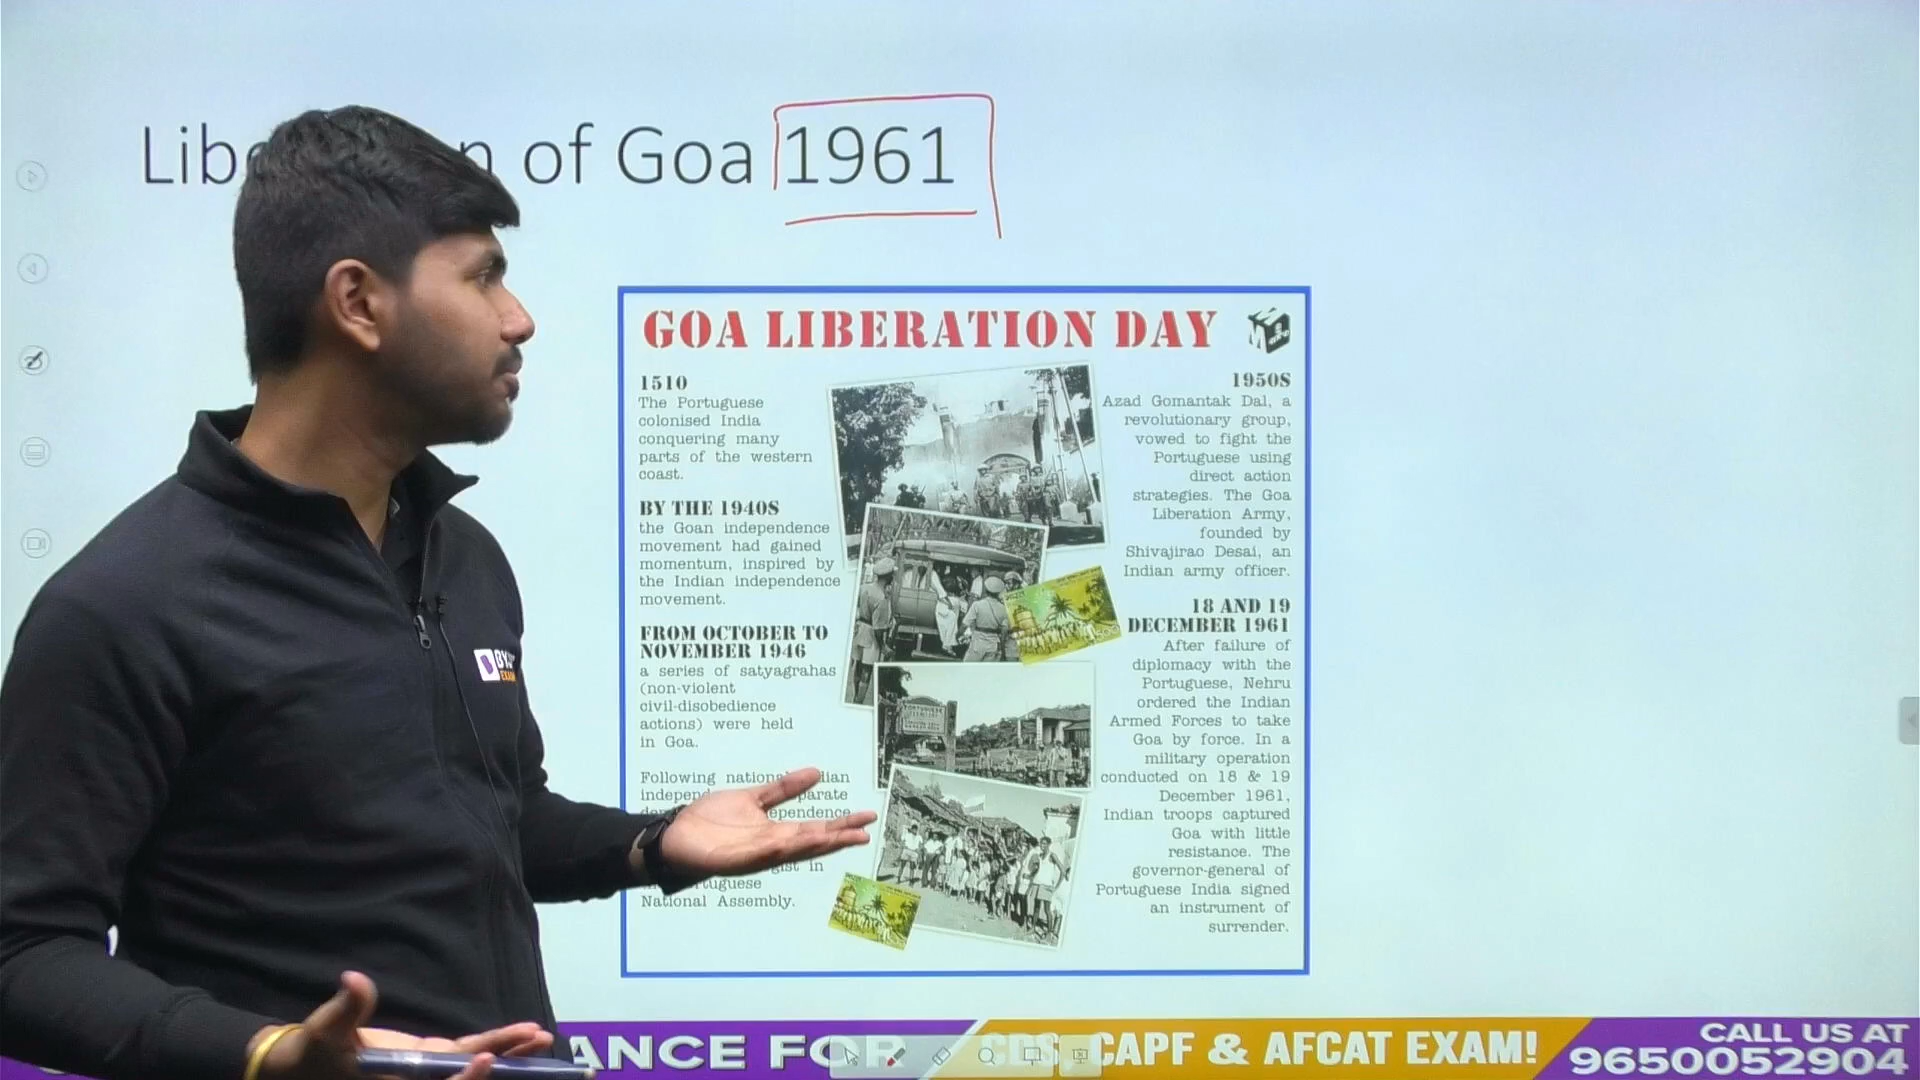 of Goa 1961
GOA LIBERATION DAY
1510
The Portuguese
colonised India
conquering many
parts of the western
coast.
BY THE 1940S
the Goan independence
movement had gained
momentum, inspired by
the Indian independence
movement.
FROM OCTOBER TO
NOVEMBER 1946
a series of satyagrahas
(non-violent
civil-disobedience
actions) were held
in Goa.
Following
in
National Assembly.
1950S
Azad Gomantak Dal, a
revolutionary group,
vowed to fight the
Portuguese using
direct action
strategies. The Goa
Liberation Army,
founded by
Shivajirao Desai, an
Indian army officer.
18 AND 19
DECEMBER 1961
After failure of
diplomacy with the
Portuguese, Nehru
ordered the Indian
Armed Forces to take
Goa by force. In a
military operation
conducted on 18 & 19
December 1961,
Indian troops captured
Goa with little
resistance. The
governor-general of
Portuguese India signed
an instrument of
surrender.
FOR CDS, CAPF & AFCAT EXAM!
CALL US AT
9650052904